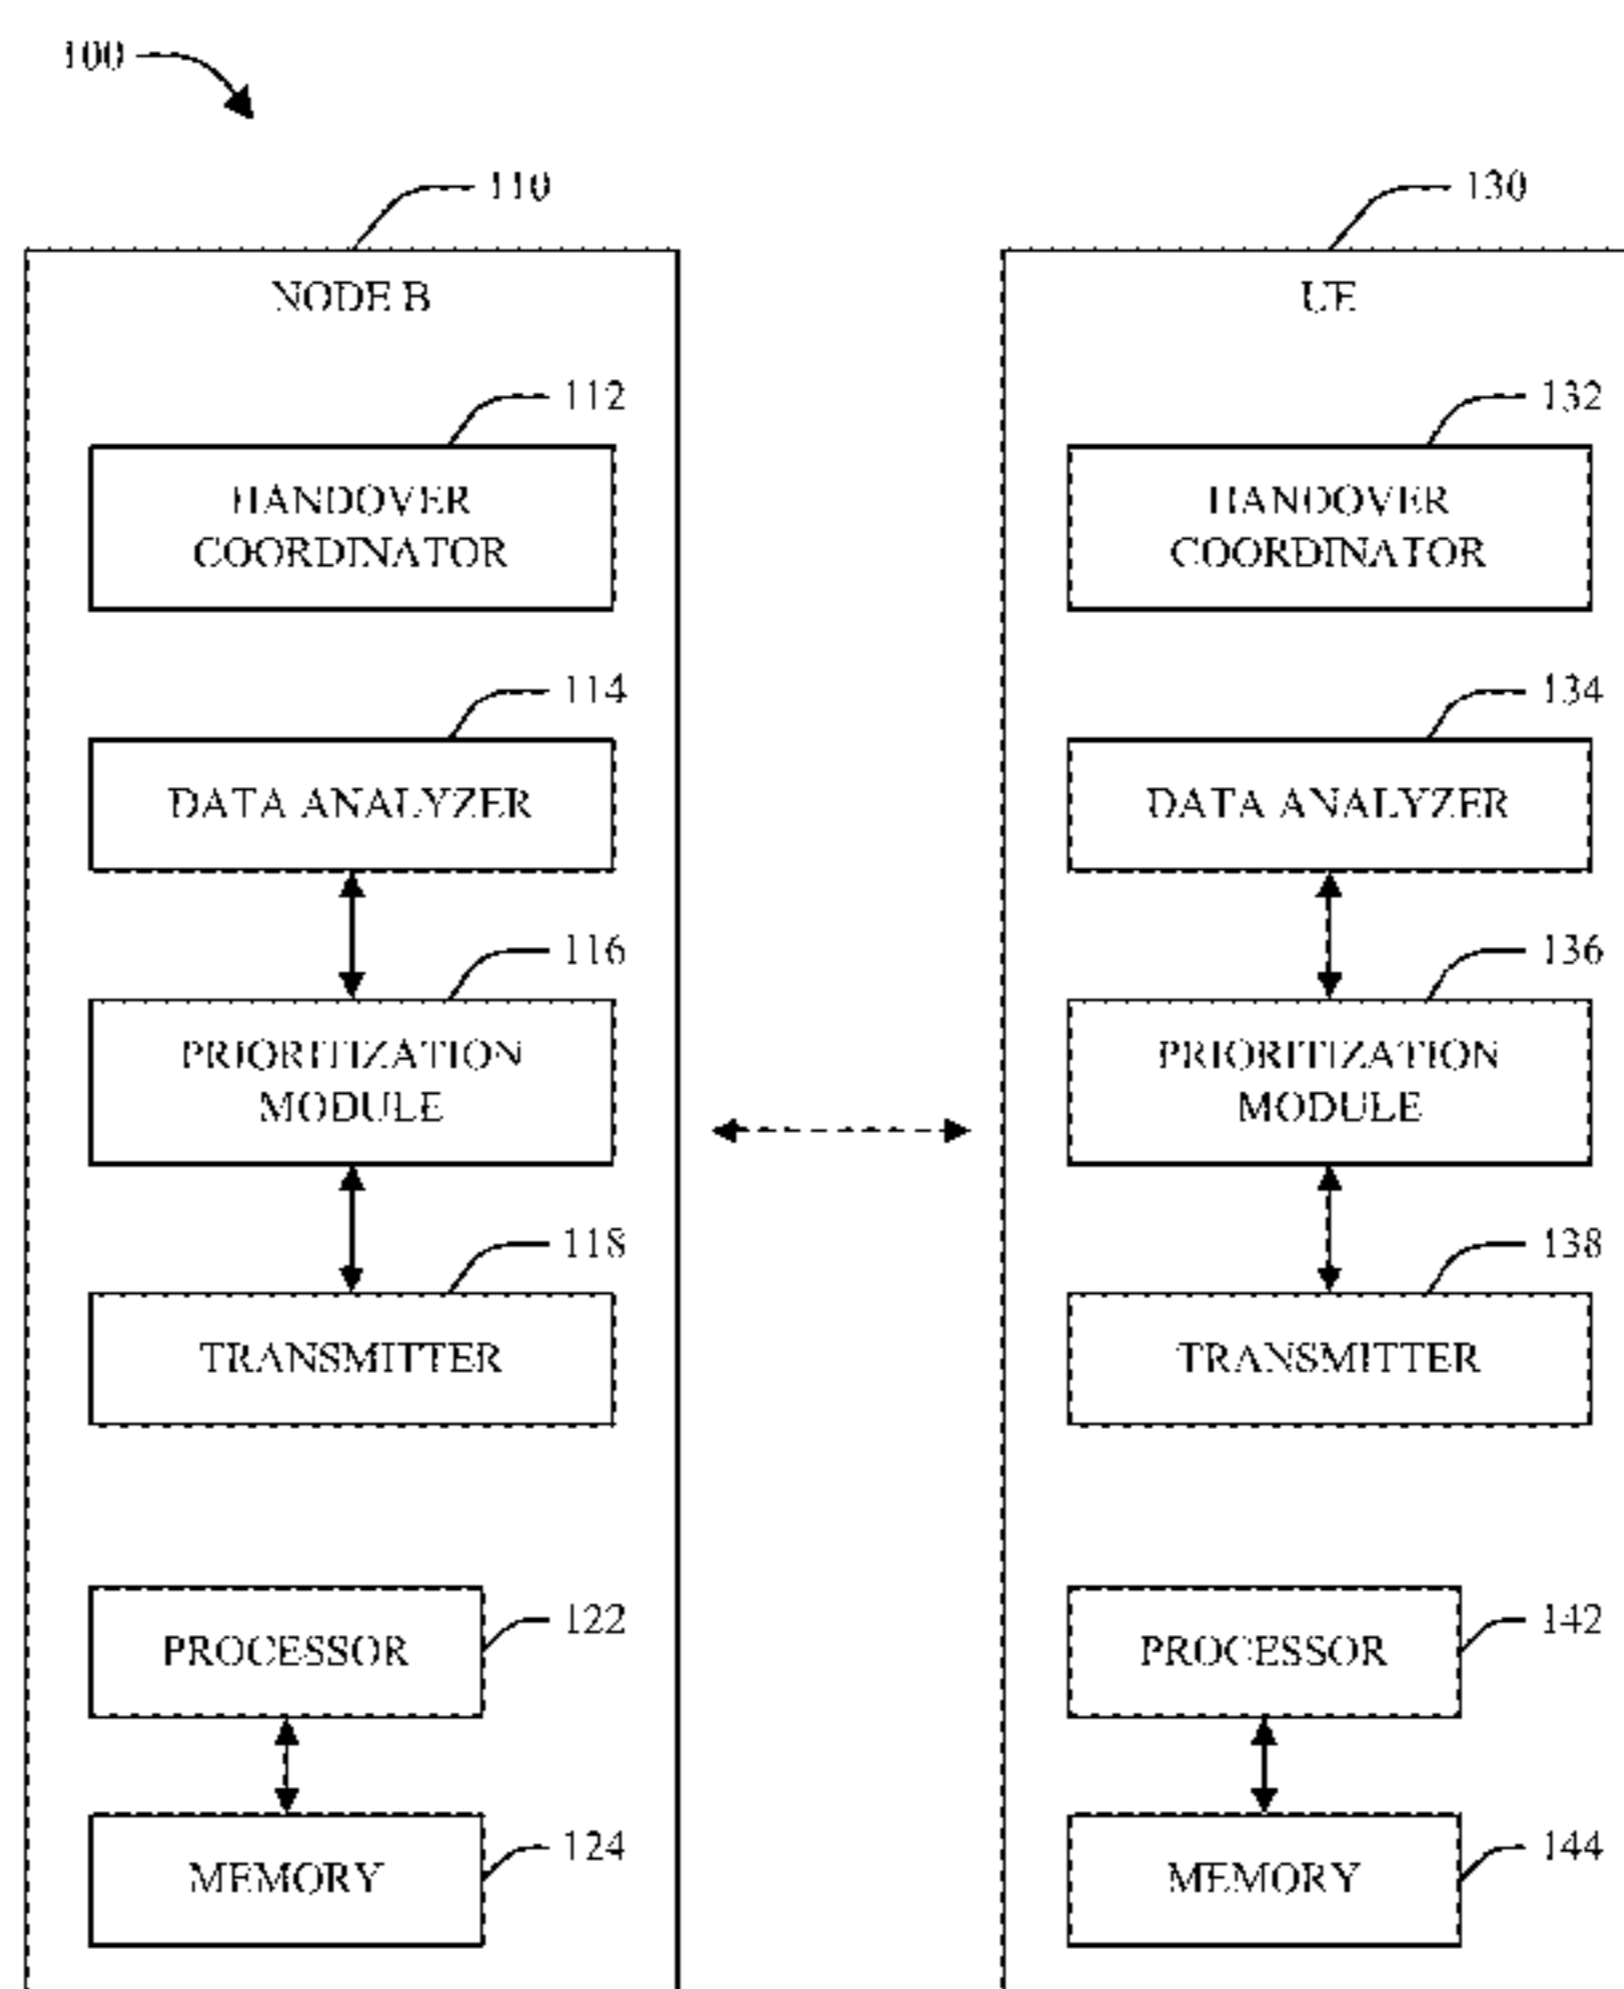 100
110
130
NODE B
UE
112
132
HANDOVER
COORDINATOR
HANDOVER
COORDINATOR
114
134
DATA ANALYZER
DATA ANALYZER
116
136
PRIORITIZATION
MODULE
PRIORITIZATION
MODULE
118
138
TRANSMITTER
TRANSMITTER
122
142
PROCESSOR
PROCESSOR
124
144
MEMORY
MEMORY